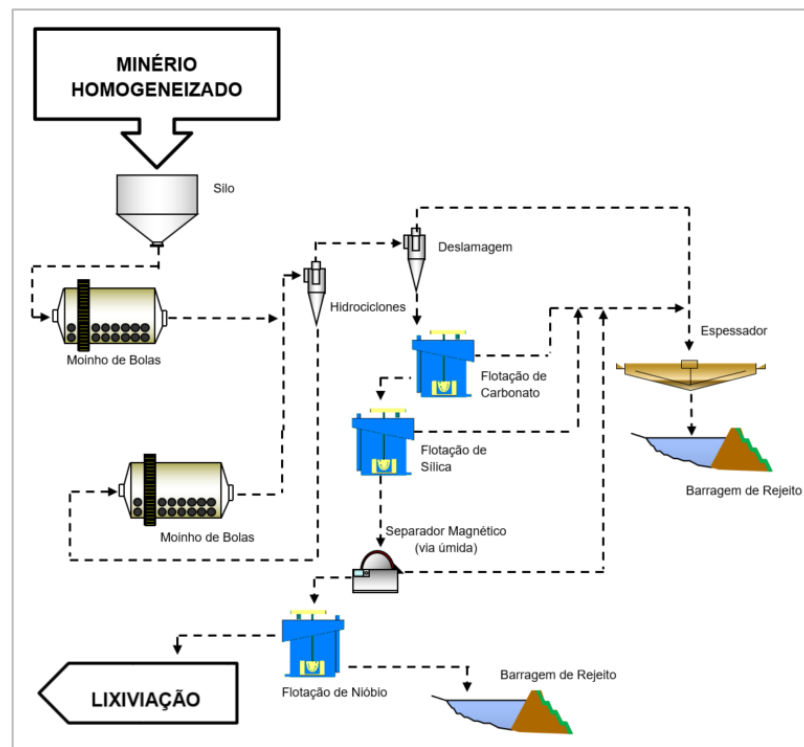 MINÉRIO
HOMOGENEIZADO
Silo
Deslamagem
Hidrociclones
Moinho de Bolas
Espessador
Flotação de
Carbonato
Flotação de
Sílica
Barragem de Rejeito
Moinho de Bolas
Separador Magnético
(via úmida)
Barragem de Rejeito
LIXIVIAÇÃO
Flotação de Nióbio